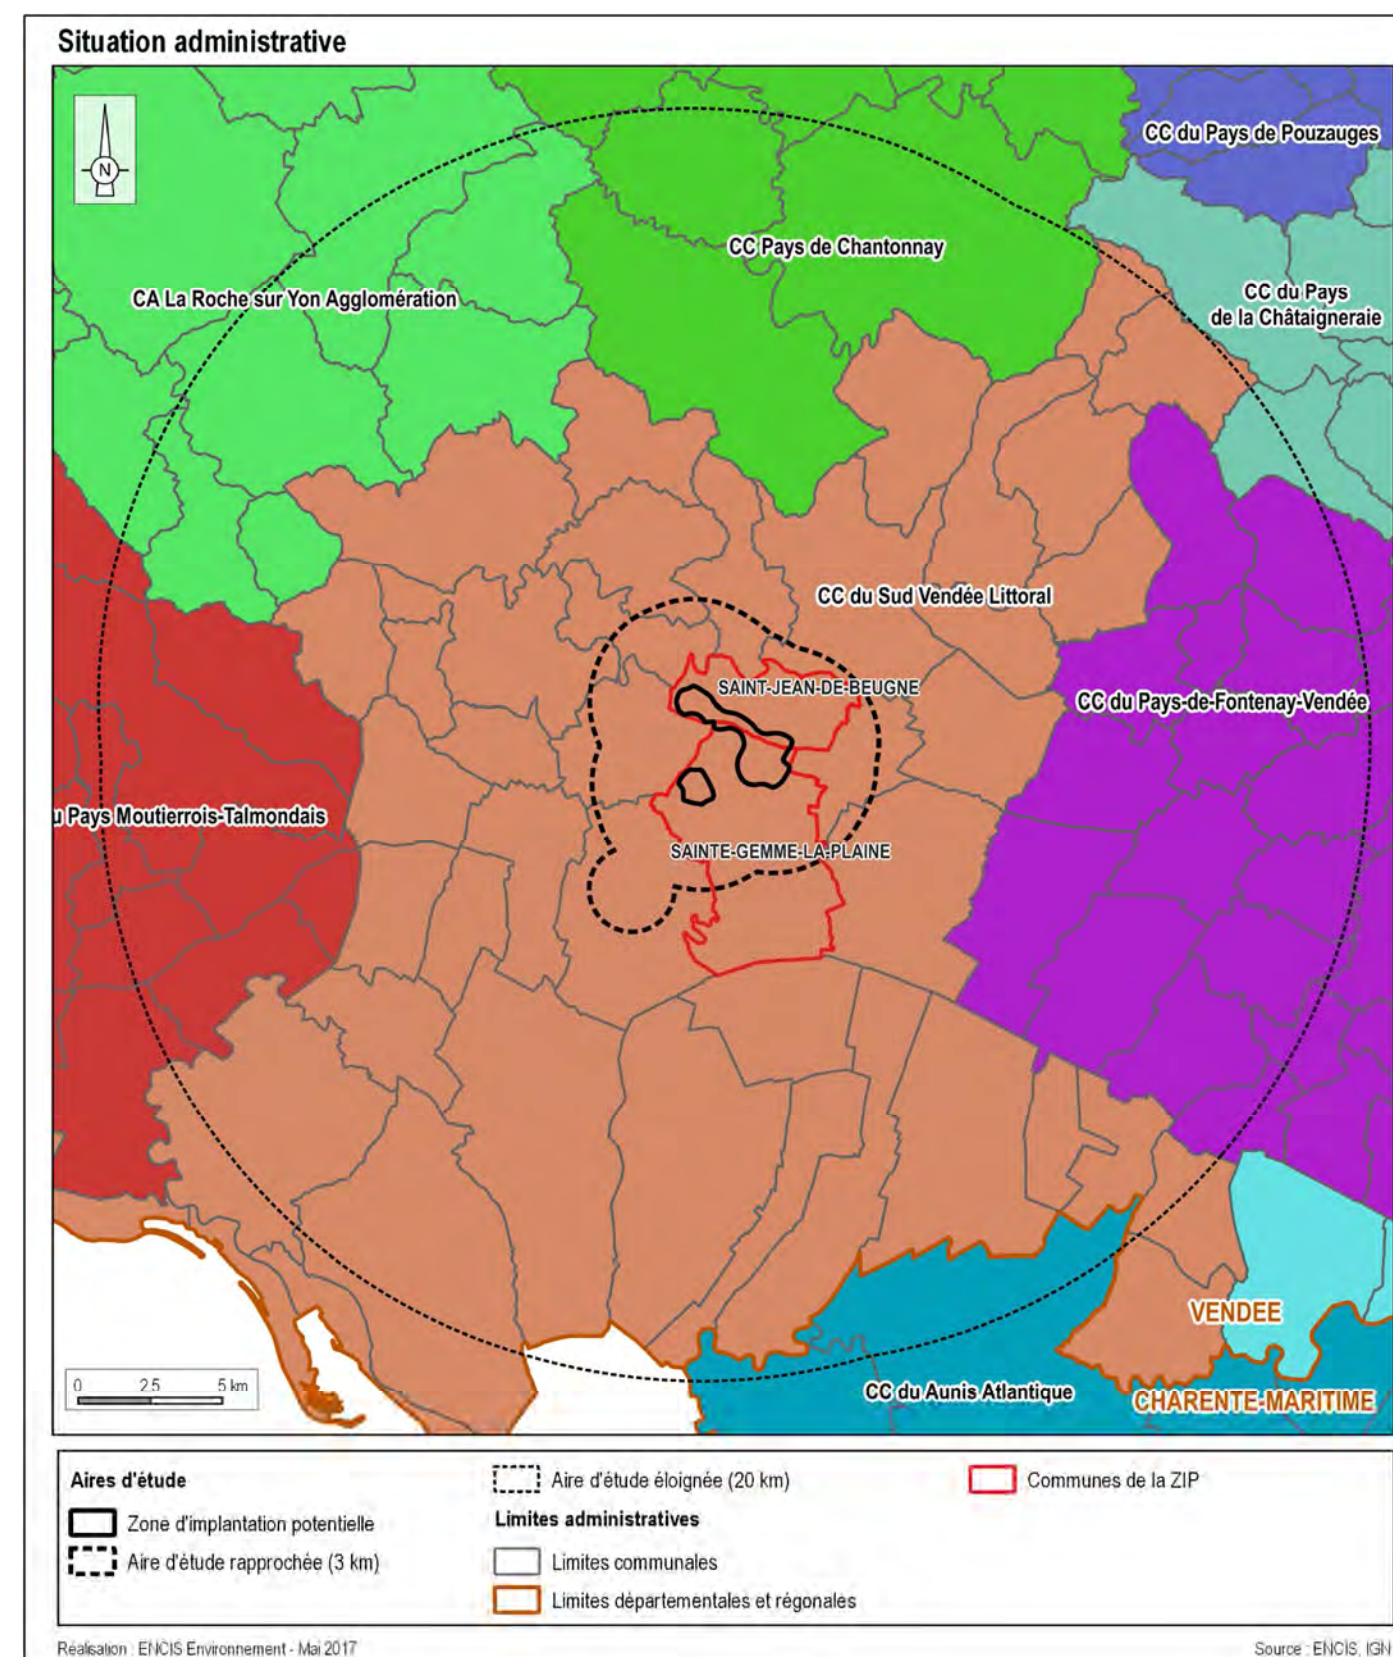 Situation administrative
N
CC du Pays de Pouzauges
CC Pays de Chantonnay
CA La Roche sur Yon Agglomération
CC du Pays
de la Châtaigneraie
CC du Sud Vendée Littoral
SAINT-JEAN-DE-BEUGNE
CC du Pays-de-Fontenay-Vendée
u Pays Moutierrois-Talmondais
SAINTE-GEMME-LA-PLAINE
VENDEE
CC du Aunis Atlantique
CHARENTE-MARITIME
0 2.5 5 km
Aires d'étude
Zone d'implantation potentielle
Aire d'étude rapprochée (3 km)
Aire d'étude éloignée (20 km)
Limites administratives
Limites communales
Limites départementales et régionales
Communes de la ZIP
Réalisation : ENCIS Environnement - Mai 2017
Source : ENCIS, IGN